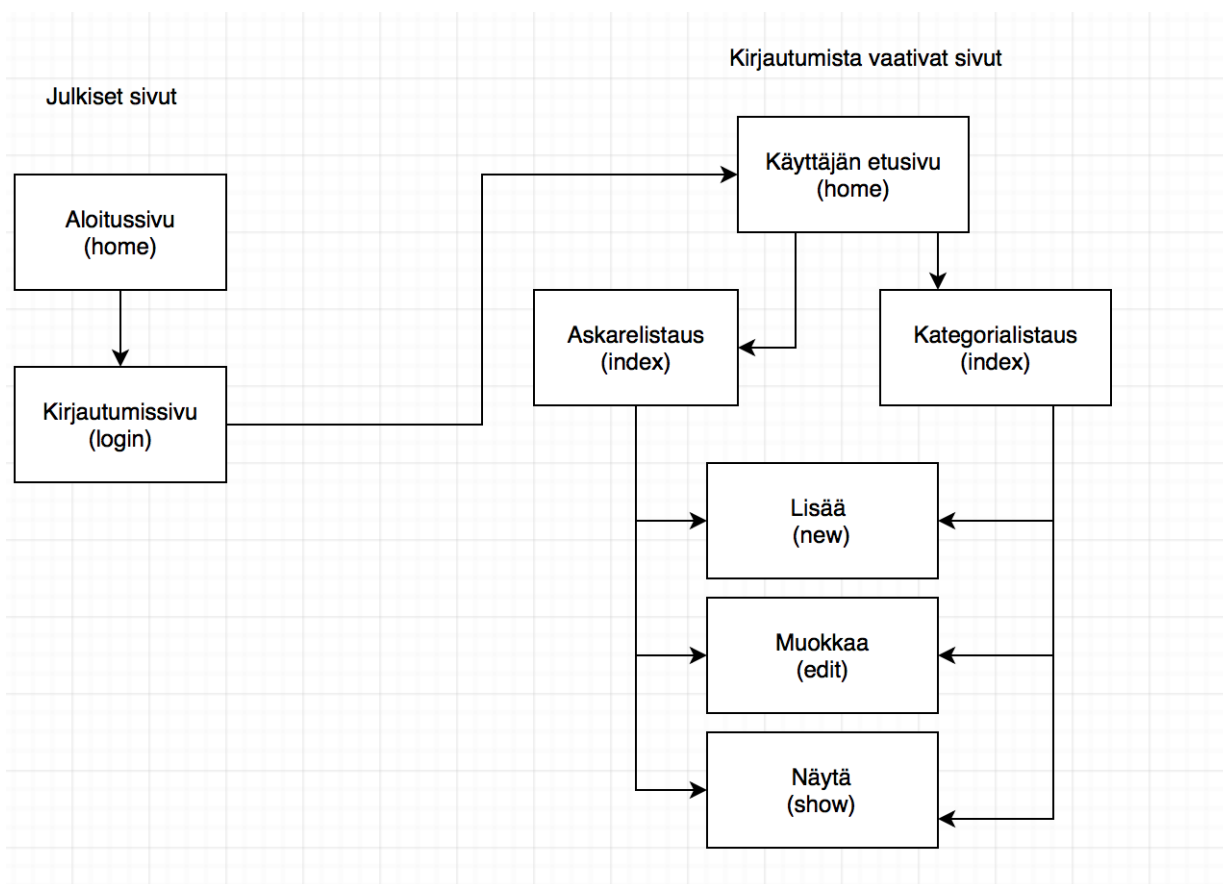 Julkiset sivut
Aloitussivu
(home)
Kirjautumissivu
(login)
Kirjautumista vaativat sivut
Käyttäjän etusivu
(home)
Askarelistaus
(index)
Kategorialistaus
(index)
Lisää
(new)
Muokkaa
(edit)
Näytä
(show)